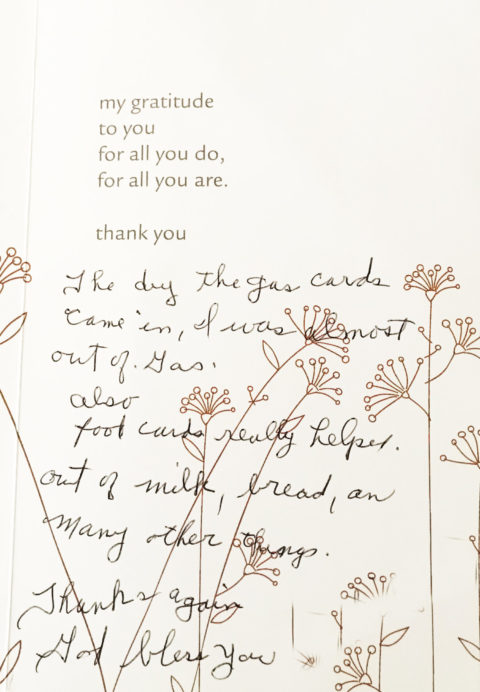 my gratitude
to you
for all you do,
for all you are.
thank you
The day the gas cards
came in, I was almost
out of gas.
also
food cards really helped.
out of milk, bread, an
many other things.
Thanks again
God bless You